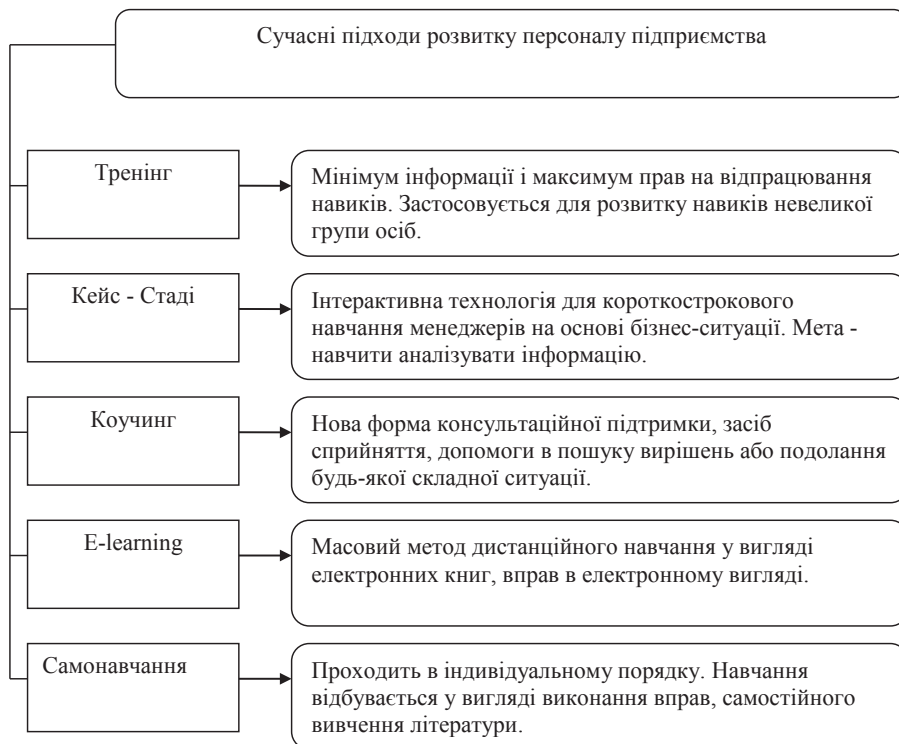 Сучасні підходи розвитку персоналу підприємства
Тренінг
Мінімум інформації і максимум прав на відпрацювання
навиків. Застосовується для розвитку навиків невеликої
групи осіб.
Кейс - Стаді
Інтерактивна технологія для короткострокового
навчання менеджерів на основі бізнес-ситуації. Мета -
навчити аналізувати інформацію.
Коучинг
Нова форма консультаційної підтримки, засіб
сприйняття, допомоги в пошуку вирішень або подолання
будь-якої складної ситуації.
E-learning
Масовий метод дистанційного навчання у вигляді
електронних книг, вправ в електронному вигляді.
Самонавчання
Проходить в індивідуальному порядку. Навчання
відбувається у вигляді виконання вправ, самостійного
вивчення літератури.